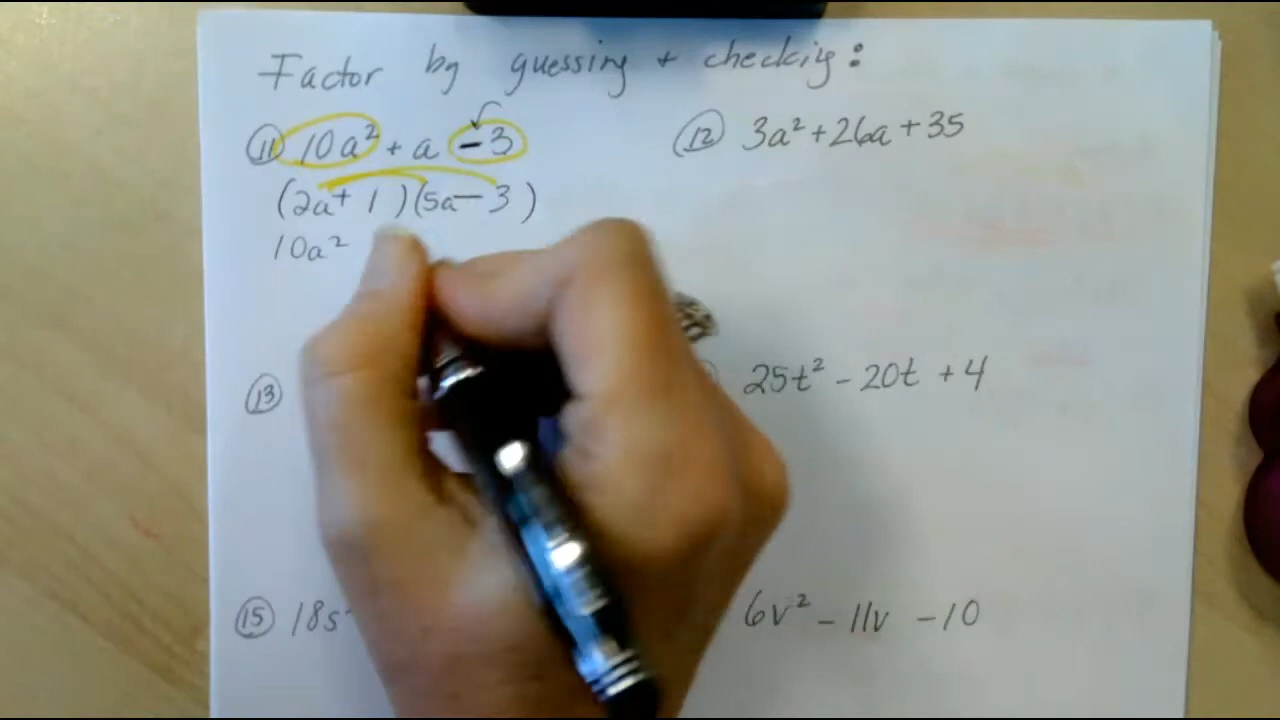 Factor by guessing + checkig:
⑪ 10a² + a - 3
(2a + 1)(5a - 3)
10a²
⑫ 3a² + 26a + 35
⑬
25t² - 20t + 4
⑮ 18s
6v² - 11v - 10